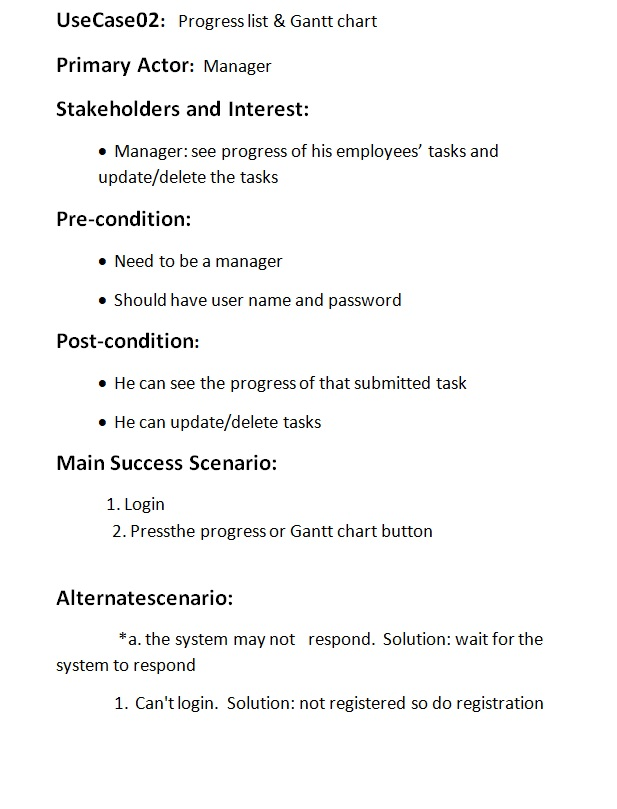 UseCase02: Progress list & Gantt chart
Primary Actor: Manager
Stakeholders and Interest:
• Manager: see progress of his employees’ tasks and
update/delete the tasks
Pre-condition:
• Need to be a manager
• Should have user name and password
Post-condition:
• He can see the progress of that submitted task
• He can update/delete tasks
Main Success Scenario:
1. Login
2. Pressthe progress or Gantt chart button
Alternatescenario:
*a. the system may not respond. Solution: wait for the
system to respond
1. Can't login. Solution: not registered so do registration